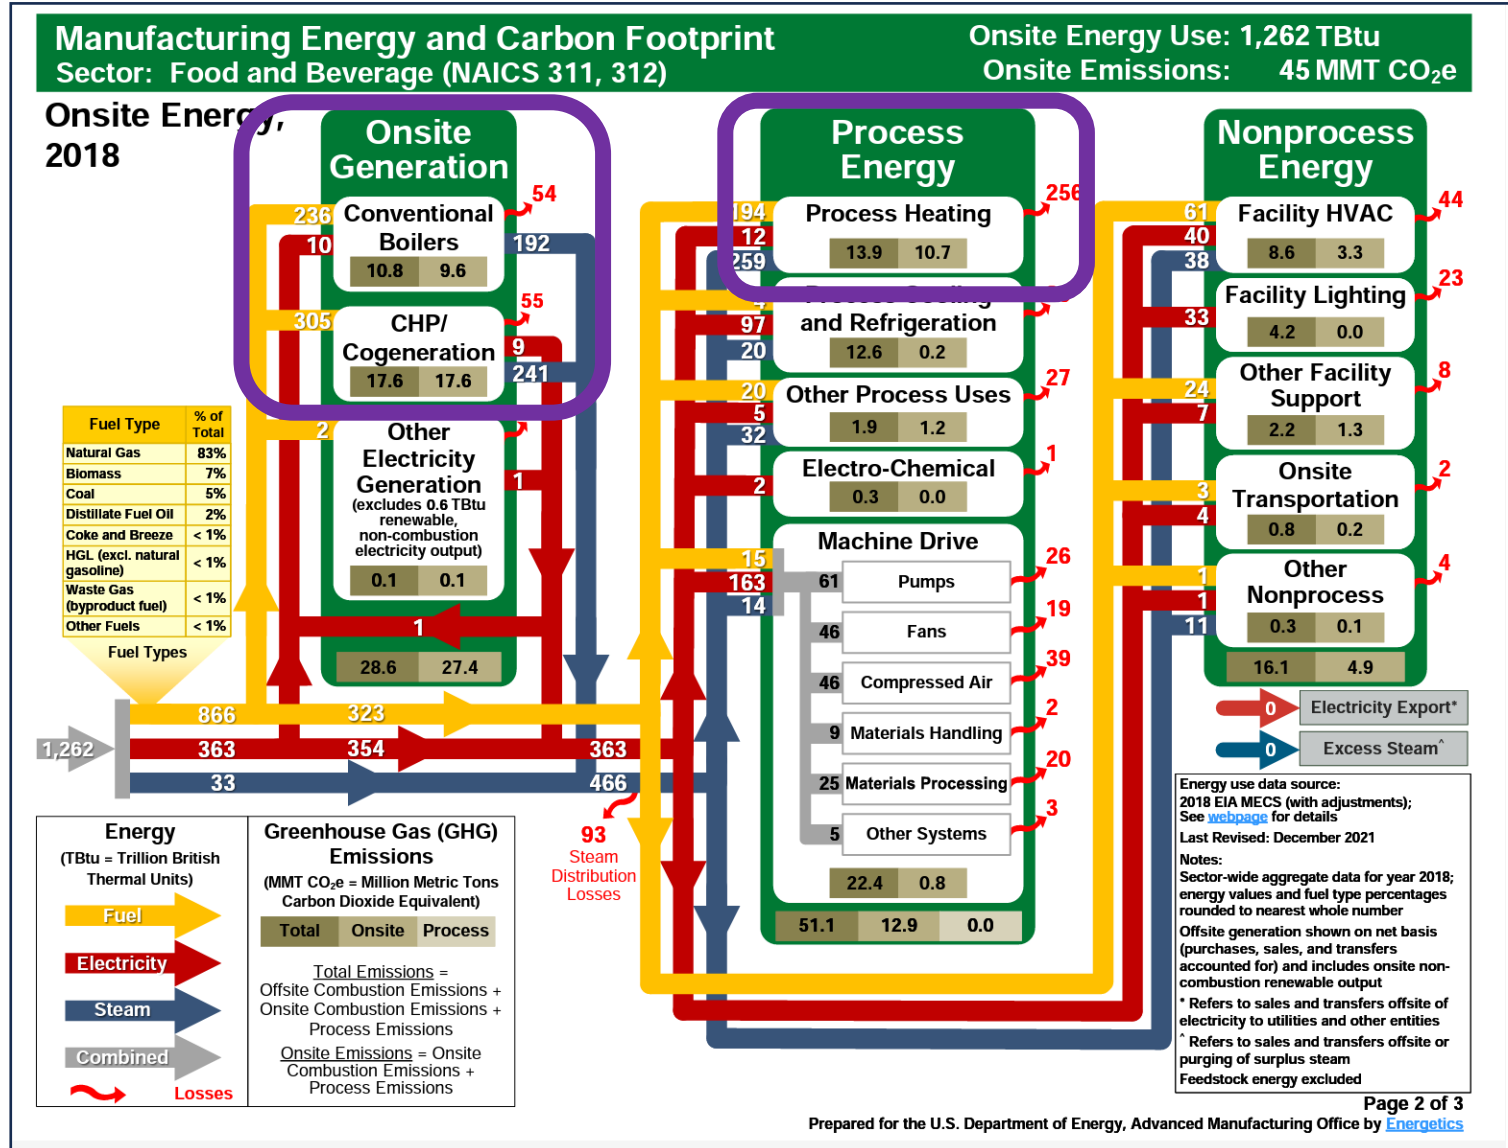 Manufacturing Energy and Carbon Footprint
Sector: Food and Beverage (NAICS 311, 312)
Onsite Energy Use: 1,262 TBtu
Onsite Emissions: 45 MMT CO₂e
Onsite Energy,
2018
Onsite
Generation
54
236
10
Conventional
Boilers
192
10.8 9.6
55
305
CHP/
Cogeneration
9
241
17.6 17.6
2
Other
Electricity
Generation
(excludes 0.6 TBtu
renewable,
non-combustion
electricity output)
1
0.1 0.1
1
28.6 27.4
Fuel Type % of Total
Natural Gas 83%
Biomass 7%
Coal 5%
Distillate Fuel Oil 2%
Coke and Breeze < 1%
HGL (excl. natural gasoline) < 1%
Waste Gas (byproduct fuel) < 1%
Other Fuels < 1%
Fuel Types
1,262
866 323
363 354 363
33 466
93
Steam
Distribution
Losses
Process
Energy
256
194
12
259
Process Heating
13.9 10.7
4
97
20
Process Cooling
and Refrigeration
12.6 0.2
20
5
32
27
Other Process Uses
1.9 1.2
2
1
Electro-Chemical
0.3 0.0
Machine Drive
15
163
14
61 Pumps 26
46 Fans 19
46 Compressed Air 39
9 Materials Handling 2
25 Materials Processing 20
5 Other Systems 3
22.4 0.8
51.1 12.9 0.0
Nonprocess
Energy
44
61
40
38
Facility HVAC
8.6 3.3
23
33
Facility Lighting
4.2 0.0
8
24
7
Other Facility
Support
2.2 1.3
2
3
4
Onsite
Transportation
0.8 0.2
4
1
1
11
Other
Nonprocess
0.3 0.1
16.1 4.9
0 Electricity Export*
0 Excess Steam^
Energy
(TBtu = Trillion British
Thermal Units)
Fuel
Electricity
Steam
Combined
Losses
Greenhouse Gas (GHG)
Emissions
(MMT CO₂e = Million Metric Tons
Carbon Dioxide Equivalent)
Total Onsite Process
Total Emissions =
Offsite Combustion Emissions +
Onsite Combustion Emissions +
Process Emissions
Onsite Emissions = Onsite
Combustion Emissions +
Process Emissions
Energy use data source:
2018 EIA MECS (with adjustments);
See webpage for details
Last Revised: December 2021
Notes:
Sector-wide aggregate data for year 2018;
energy values and fuel type percentages
rounded to nearest whole number
Offsite generation shown on net basis
(purchases, sales, and transfers
accounted for) and includes onsite non-
combustion renewable output
* Refers to sales and transfers offsite of
electricity to utilities and other entities
^ Refers to sales and transfers offsite or
purging of surplus steam
Feedstock energy excluded
Page 2 of 3
Prepared for the U.S. Department of Energy, Advanced Manufacturing Office by Energetics